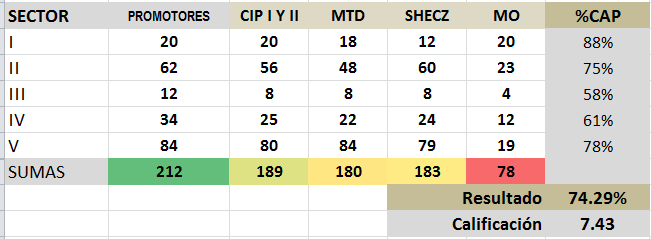 SECTOR PROMOTORES CIP I Y II MTD SHECZ MO %CAP
I 20 20 18 12 20 88%
II 62 56 48 60 23 75%
III 12 8 8 8 4 58%
IV 34 25 22 24 12 61%
V 84 80 84 79 19 78%
SUMAS 212 189 180 183 78
Resultado 74.29%
Calificación 7.43